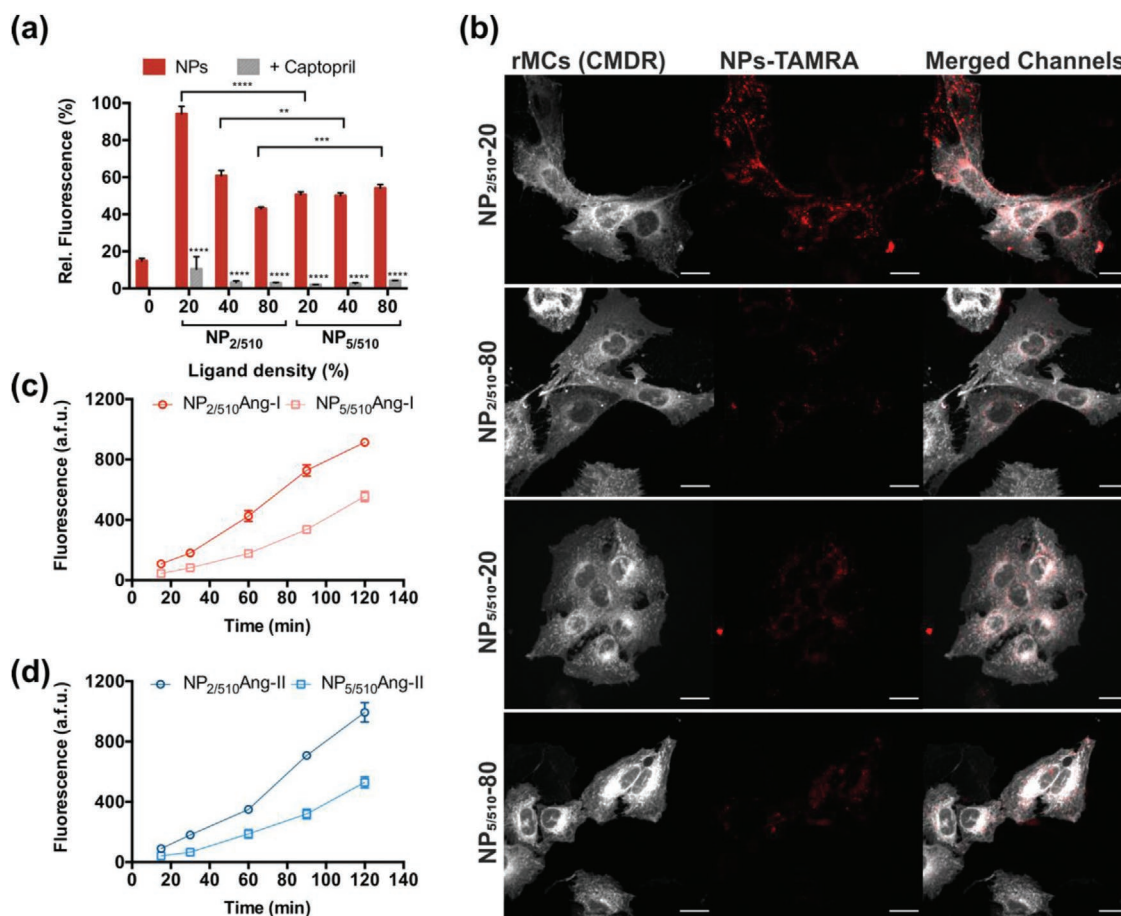 (a)
NPs + Captopril
Rel. Fluorescence (%)
100
80
60
40
20
0
****
**
***
**** **** **** **** **** ****
0 20 40 80 20 40 80
NP2/510 NP5/510
Ligand density (%)
(b)
rMCs (CMDR) NPs-TAMRA Merged Channels
NP2/510-20
NP2/510-80
NP5/510-20
NP5/510-80
(c)
NP2/510Ang-I NP5/510Ang-I
Fluorescence (a.f.u.)
1200
800
400
0
0 20 40 60 80 100 120 140
Time (min)
(d)
NP2/510Ang-II NP5/510Ang-II
Fluorescence (a.f.u.)
1200
800
400
0
0 20 40 60 80 100 120 140
Time (min)